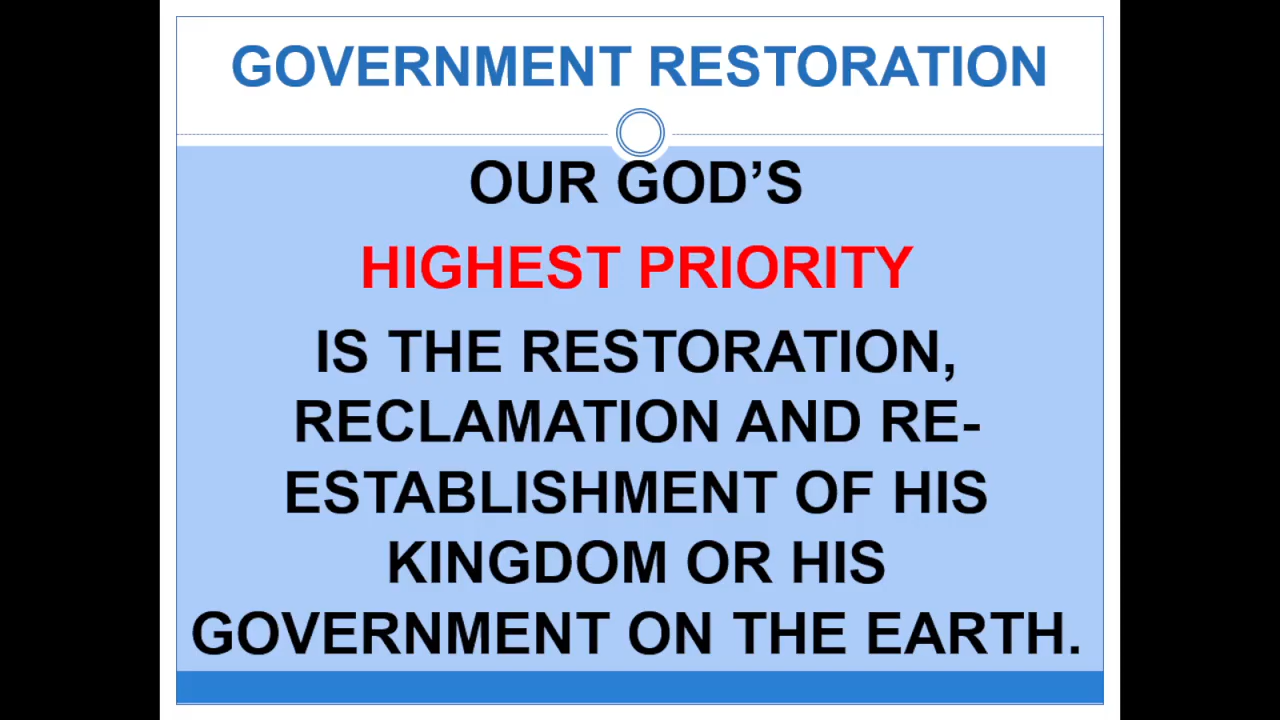 GOVERNMENT RESTORATION
OUR GOD’S
HIGHEST PRIORITY
IS THE RESTORATION,
RECLAMATION AND RE-
ESTABLISHMENT OF HIS
KINGDOM OR HIS
GOVERNMENT ON THE EARTH.